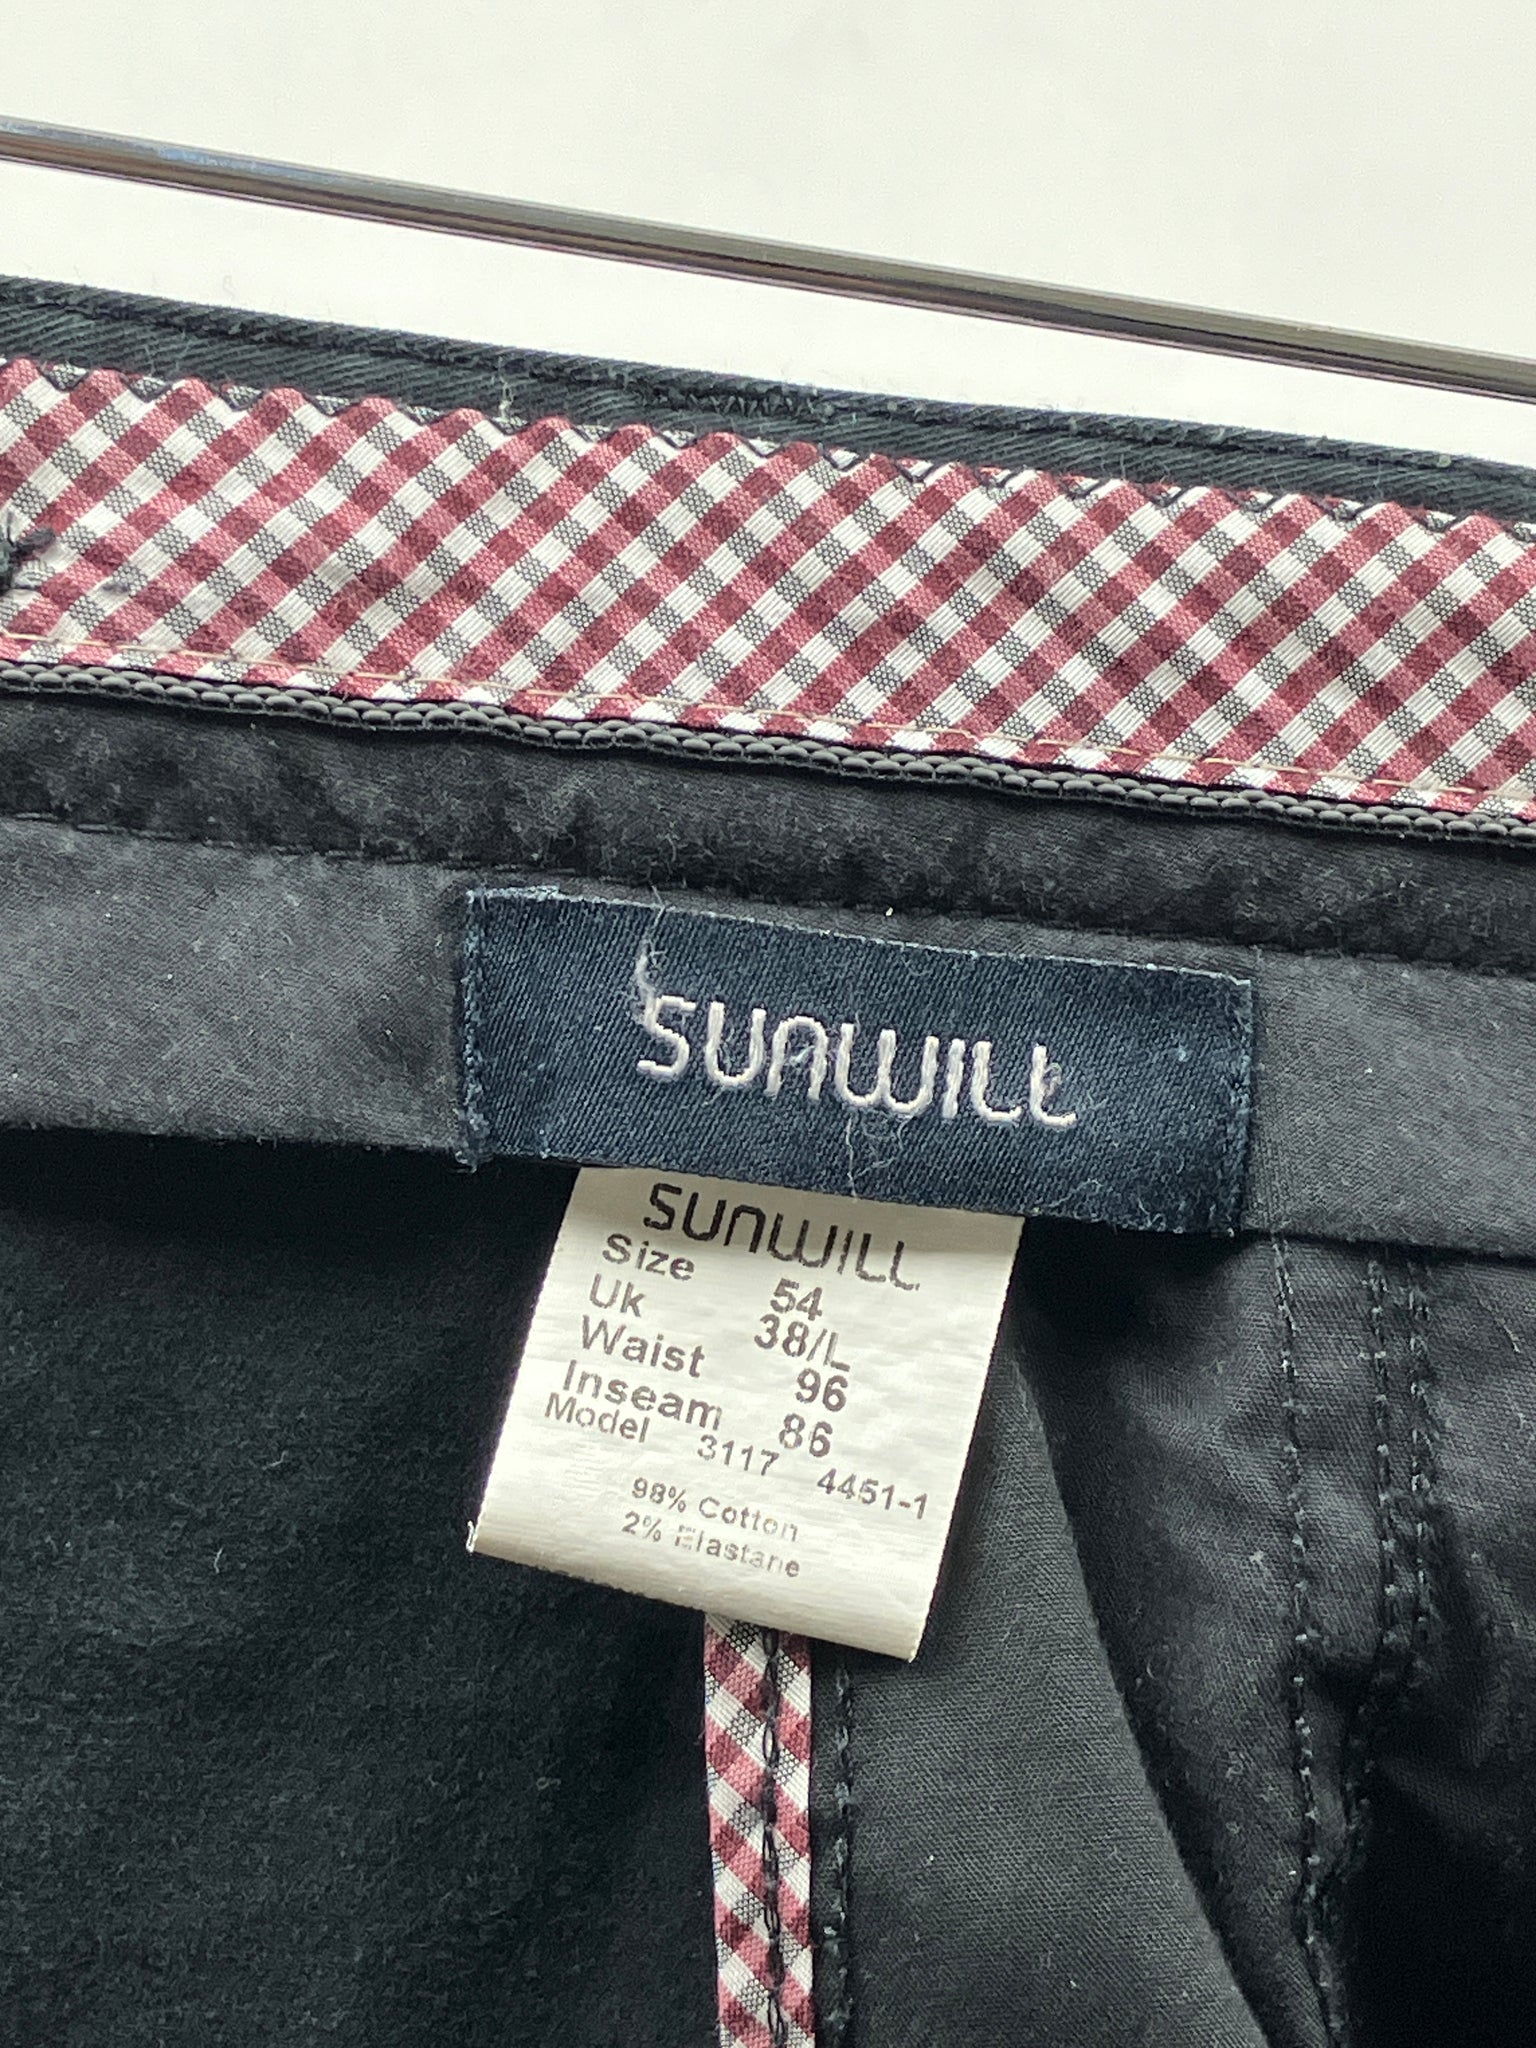 SUNWILL
SUNWILL
Size 54
Uk 38/L
Waist 96
Inseam 86
Model 3117 4451-1
98% Cotton
2% Elastane